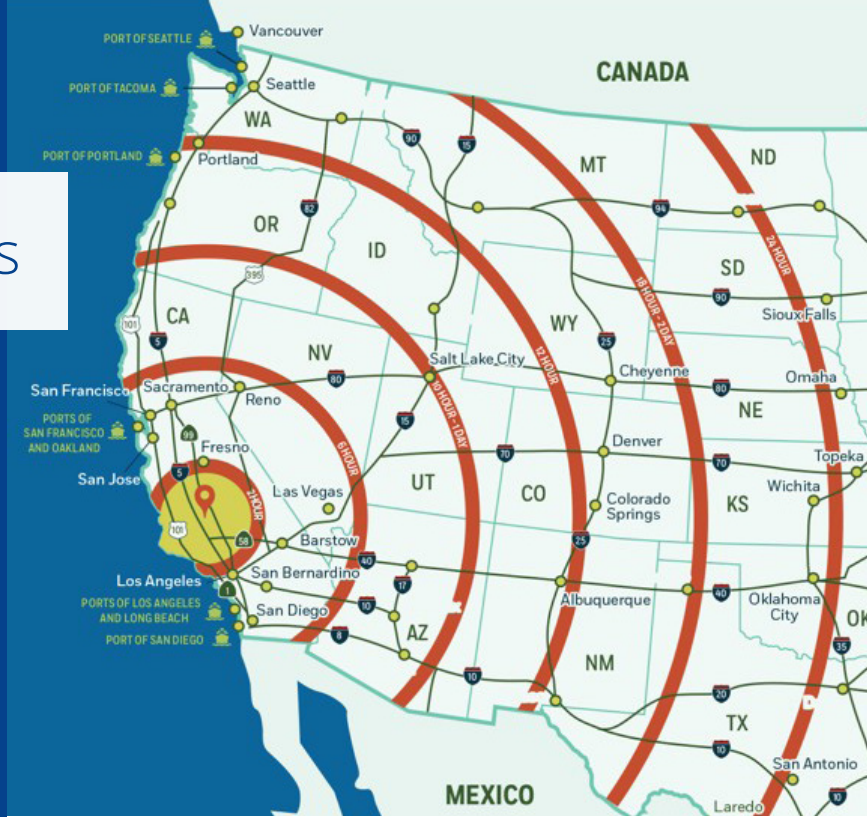 Vancouver
PORT OF SEATTLE
CANADA
PORT OF TACOMA
Seattle
WA
90
15
MT
ND
PORT OF PORTLAND
Portland
82
94
OR
24 HOUR
S
ID
SD
395
18 HOUR - 2 DAY
90
Sioux Falls
CA
101
5
WY
25
NV
12 HOUR
Salt Lake City
80
Cheyenne
80
Omaha
San Francisco
Sacramento
Reno
10 HOUR - 1 DAY
NE
PORTS OF
SAN FRANCISCO
AND OAKLAND
99
15
Fresno
6 HOUR
70
Denver
70
Topeka
San Jose
5
2 HOUR
Las Vegas
UT
CO
Colorado
Springs
KS
Wichita
101
58
Barstow
25
40
Los Angeles
San Bernardino
17
Albuquerque
40
Oklahoma
City
OK
1
PORTS OF LOS ANGELES
AND LONG BEACH
10
San Diego
PORT OF SAN DIEGO
8
AZ
35
NM
10
20
TX
10
San Antonio
MEXICO
10
Laredo